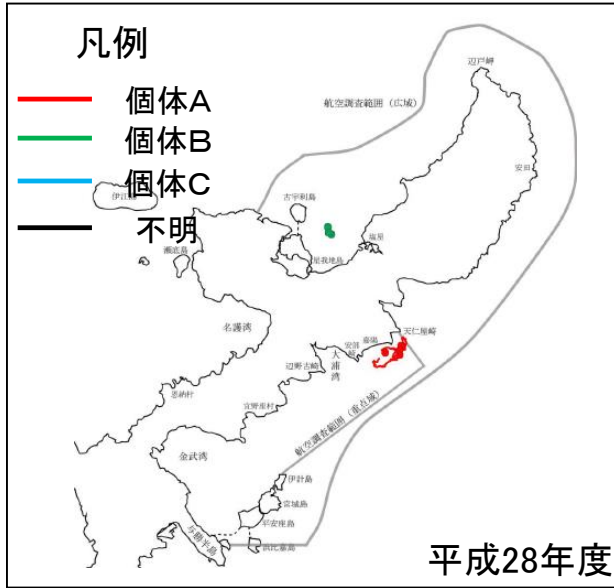 凡例
個体A
個体B
個体C
不明
辺戸岬
航空調査範囲(広域)
安田
伊江島
古宇利島
塩屋
屋我地島
瀬底島
名護湾
天仁屋崎
嘉陽
安部
大浦湾
辺野古崎
恩納村
宜野座村
航空調査範囲(重点域)
金武湾
伊計島
宮城島
平安座島
浜比嘉島
与勝半島
平成28年度